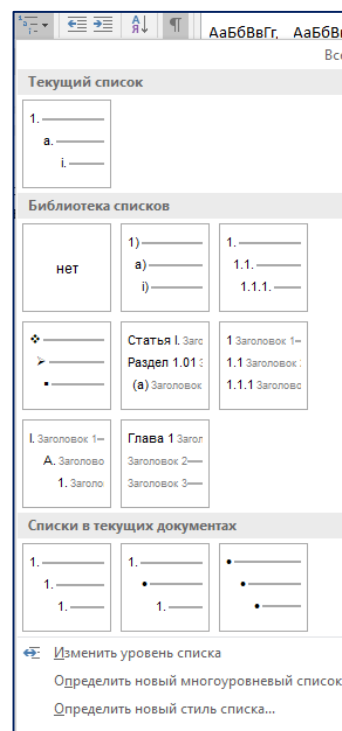 АаБбВвГг, АаБбВв
Все
Текущий список
1.
a.
i.
Библиотека списков
нет
1)
a)
i)
1.
1.1.
1.1.1.
Статья I. Заго
Раздел 1.01 З
(a) Заголовок
1 Заголовок 1
1.1 Заголовок
1.1.1 Заголово
I. Заголовок 1
A. Заголово
1. Заголо
Глава 1 Загол
Заголовок 2
Заголовок 3
Списки в текущих документах
1.
1.
1.
1.
1.
Изменить уровень списка
Определить новый многоуровневый список
Определить новый стиль списка...